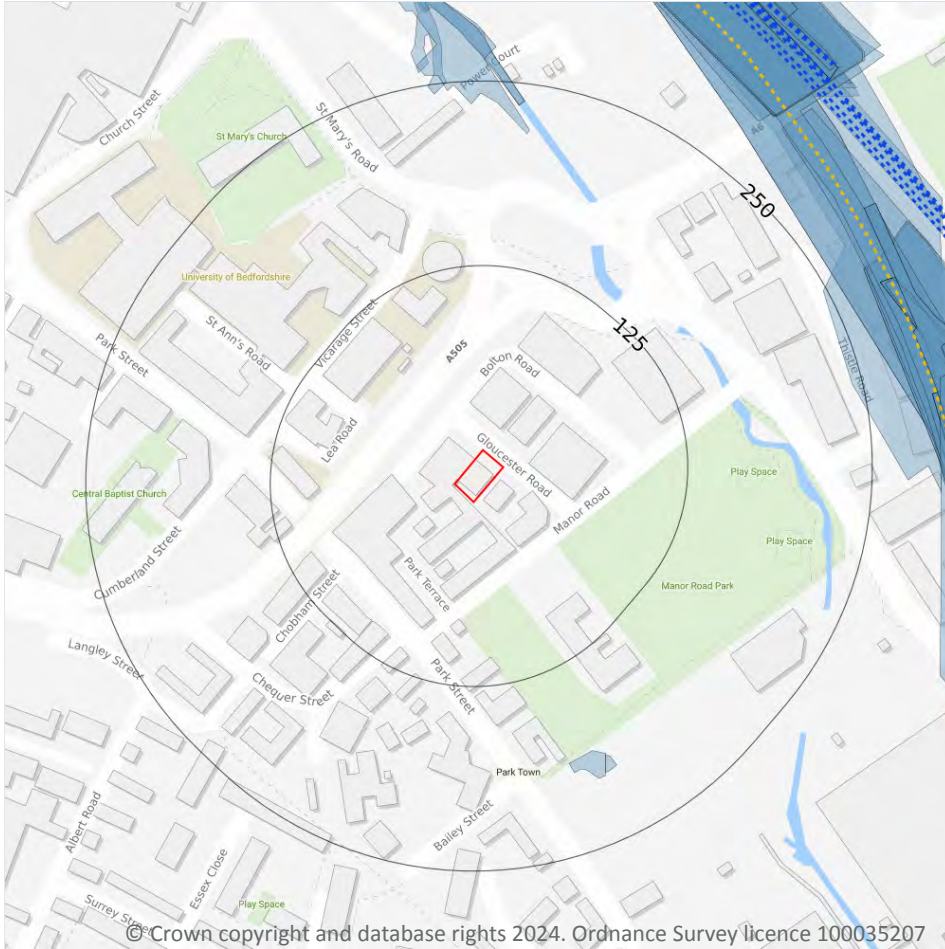 Powercourt
Church Street
St Mary's Church
St Mary's Road
A6
250
University of Bedfordshire
St Ann's Road
Vicarage Street
Park Street
125
A505
Bolton Road
Thistle Road
Lea Road
Gloucester Road
Play Space
Central Baptist Church
Manor Road
Play Space
Cumberland Street
Park Terrace
Manor Road Park
Chobham Street
Langley Street
Park Street
Chequer Street
Park Town
Bailey Street
Albert Road
Essex Close
Play Space
Surrey Street
© Crown copyright and database rights 2024. Ordnance Survey licence 100035207